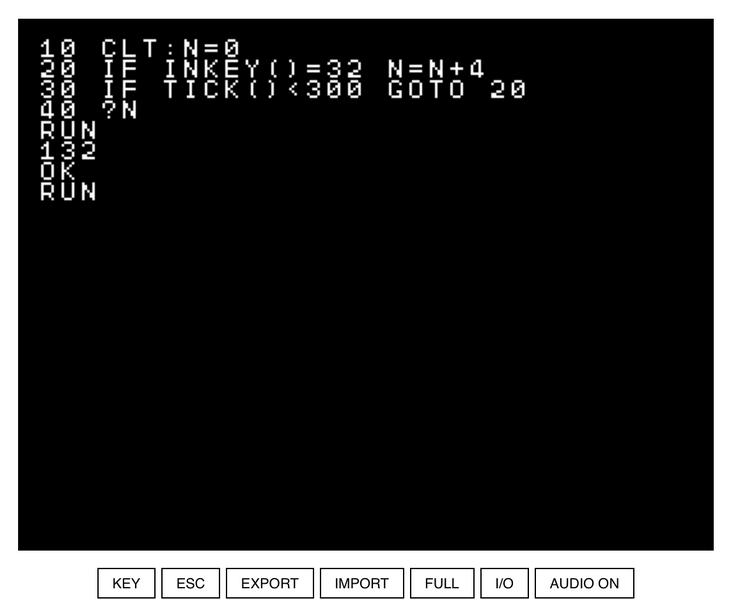 10 CLT:N=0
20 IF INKEY()=32 N=N+4
30 IF TICK()<300 GOTO 20
40 ?N
RUN
132
OK
RUN
KEY ESC EXPORT IMPORT FULL I/O AUDIO ON